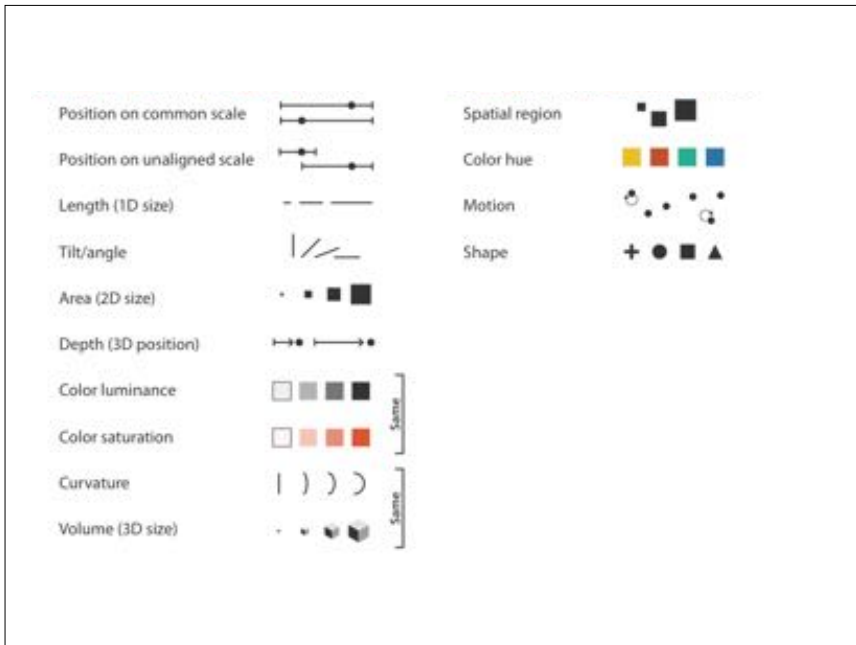 Position on common scale
Position on unaligned scale
Length (1D size)
Tilt/angle
Area (2D size)
Depth (3D position)
Color luminance
Color saturation
Same
Curvature
Volume (3D size)
Same
Spatial region
Color hue
Motion
Shape